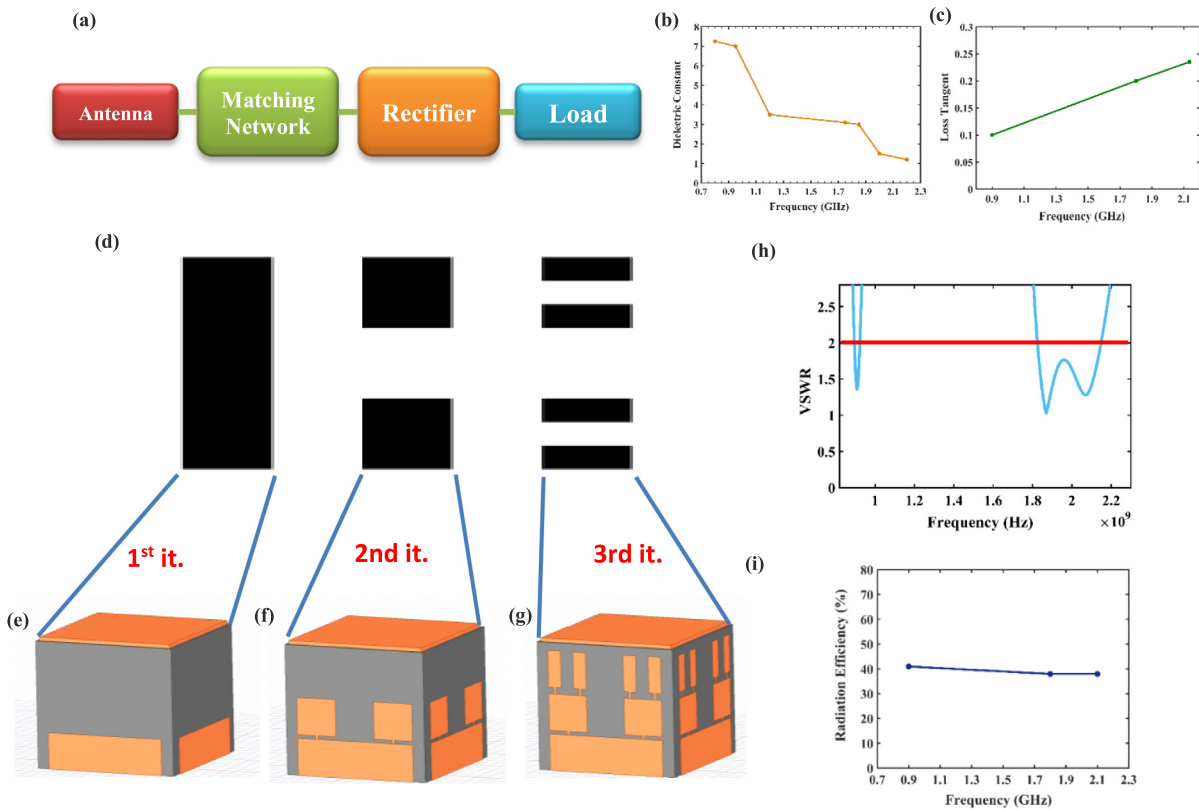 (a)
Antenna
Matching
Network
Rectifier
Load
(b)
Dielectric Constant
8
7
6
5
4
3
2
1
0
0.7 0.9 1.1 1.3 1.5 1.7 1.9 2.1 2.3
Frequency (GHz)
(c)
Loss Tangent
0.3
0.25
0.2
0.15
0.1
0.05
0
0.9 1.1 1.3 1.5 1.7 1.9 2.1
Frequency (GHz)
(d)
1st it.
2nd it.
3rd it.
(e)
(f)
(g)
(h)
VSWR
2.5
2
1.5
1
0.5
0
1 1.2 1.4 1.6 1.8 2 2.2
Frequency (Hz)
×10^9
(i)
Radiation Efficiency (%)
80
70
60
50
40
30
20
10
0
0.7 0.9 1.1 1.3 1.5 1.7 1.9 2.1 2.3
Frequency (GHz)